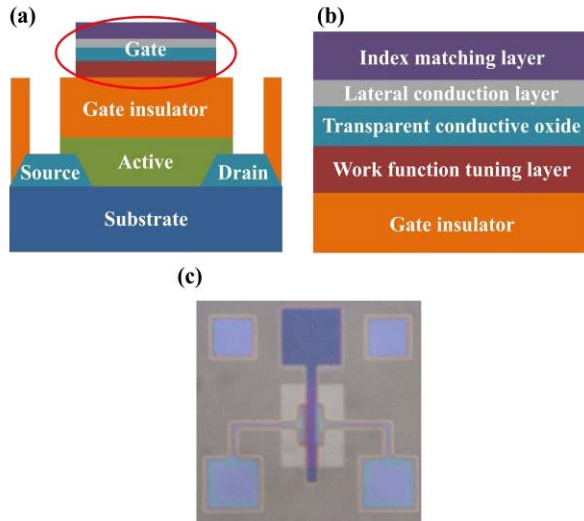 (a)
Gate
Gate insulator
Source
Active
Drain
Substrate
(b)
Index matching layer
Lateral conduction layer
Transparent conductive oxide
Work function tuning layer
Gate insulator
(c)